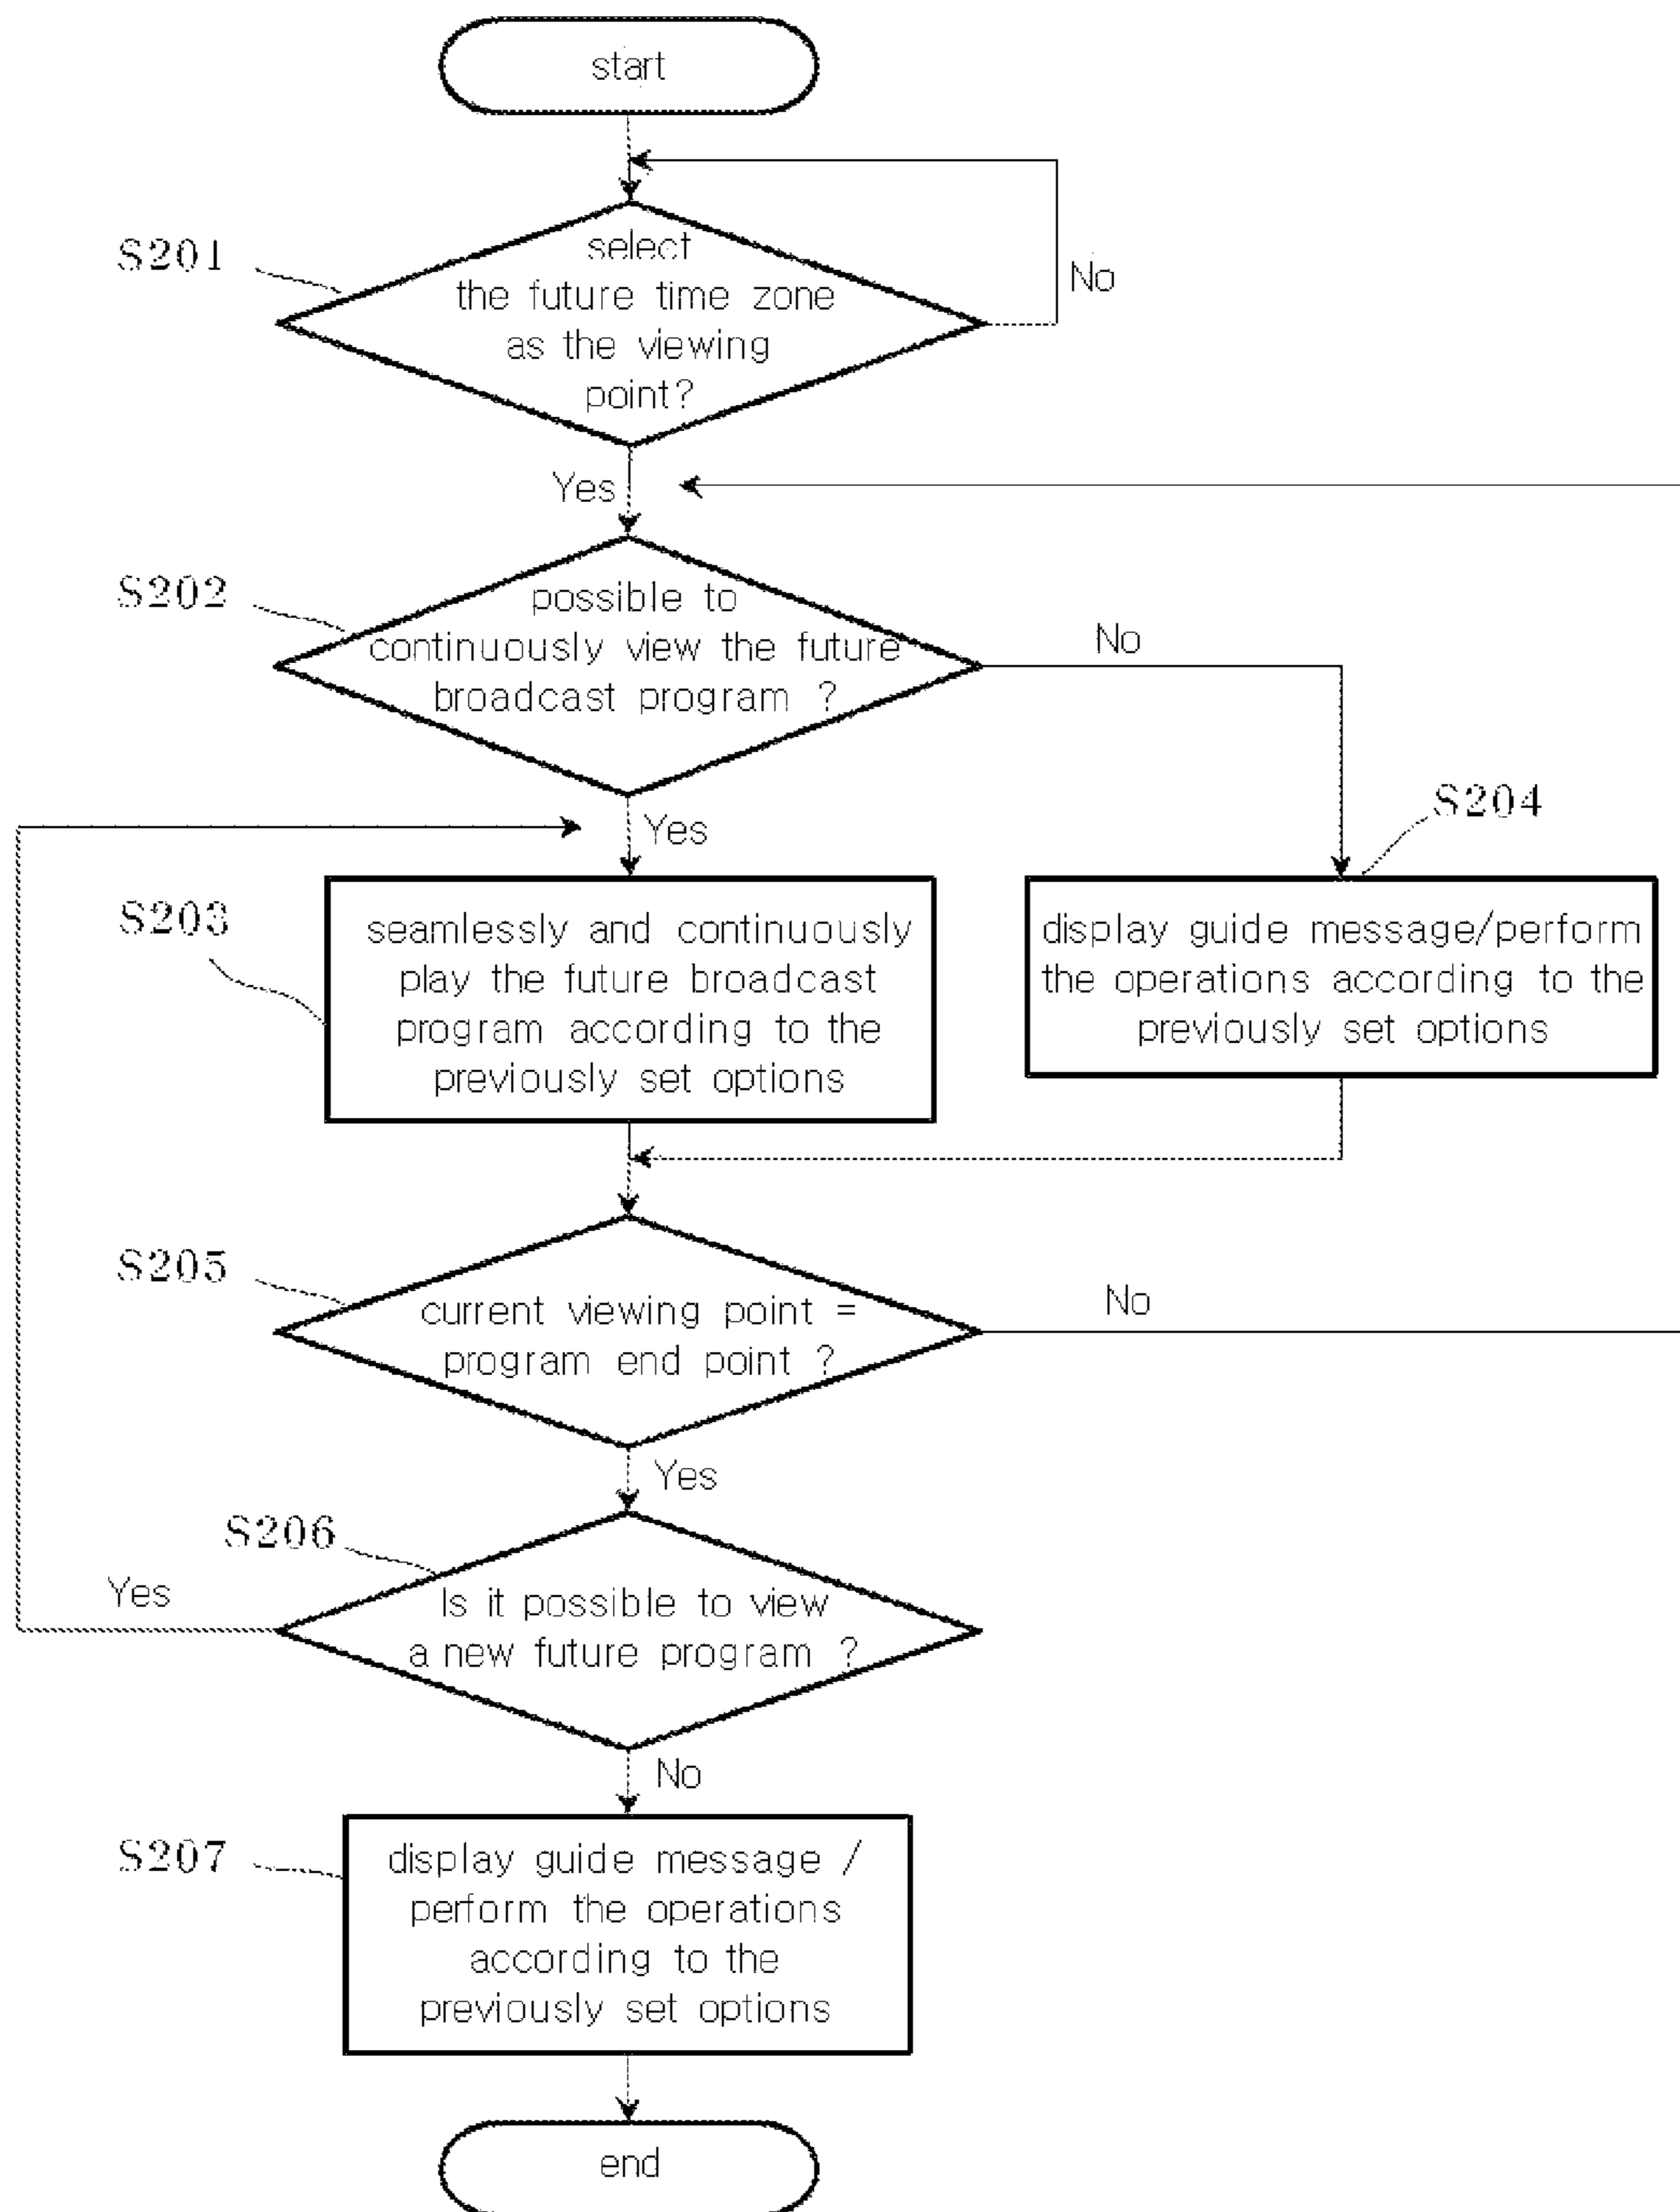 start
S201
select
the future time zone
as the viewing
point?
No
Yes
S202
possible to
continuously view the future
broadcast program ?
No
Yes
S204
S203
seamlessly and continuously
play the future broadcast
program according to the
previously set options
display guide message/perform
the operations according to the
previously set options
S205
current viewing point =
program end point ?
No
Yes
S206
Yes
Is it possible to view
a new future program ?
No
S207
display guide message /
perform the operations
according to the
previously set options
end